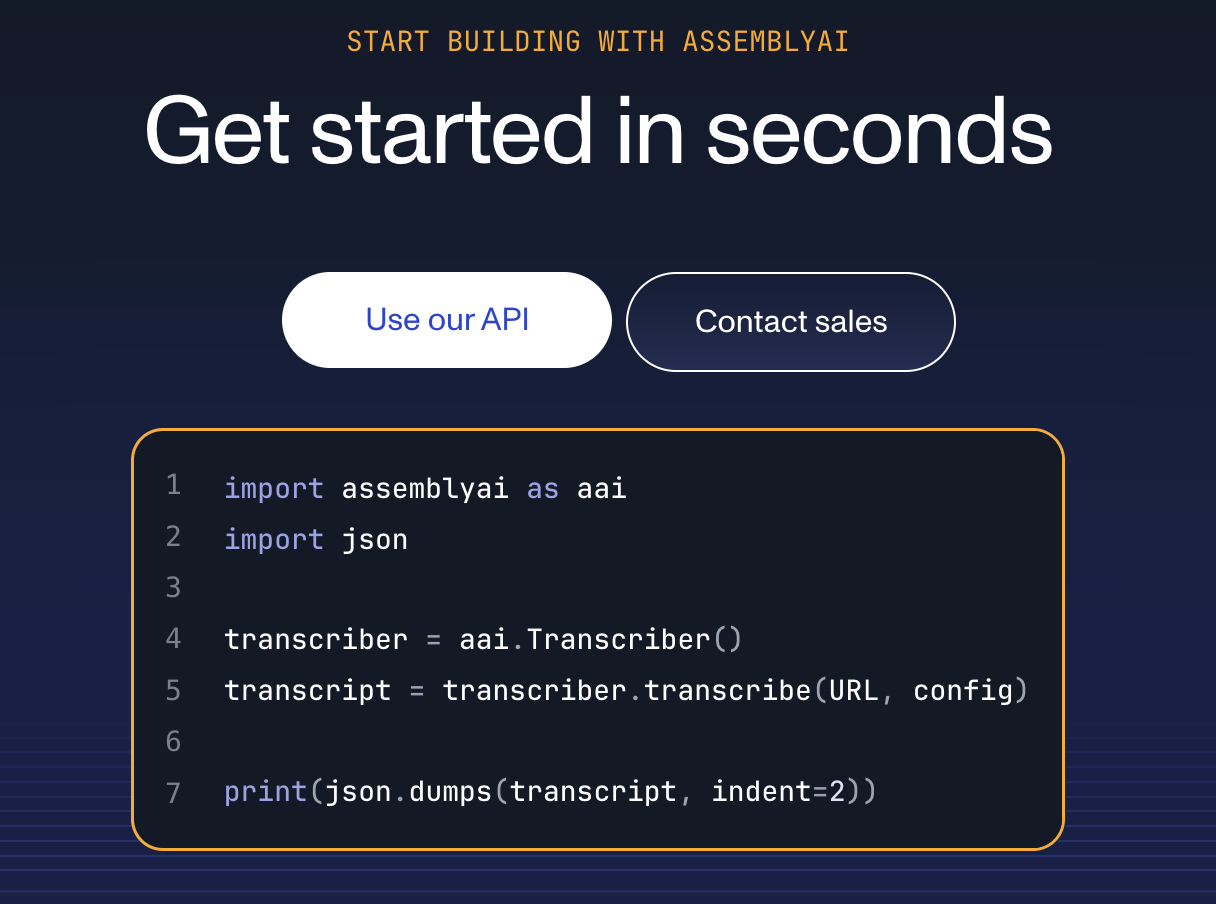 START BUILDING WITH ASSEMBLYAI
Get started in seconds
Use our API
Contact sales
1 import assemblyai as aai
2 import json
3
4 transcriber = aai.Transcriber()
5 transcript = transcriber.transcribe(URL, config)
6
7 print(json.dumps(transcript, indent=2))